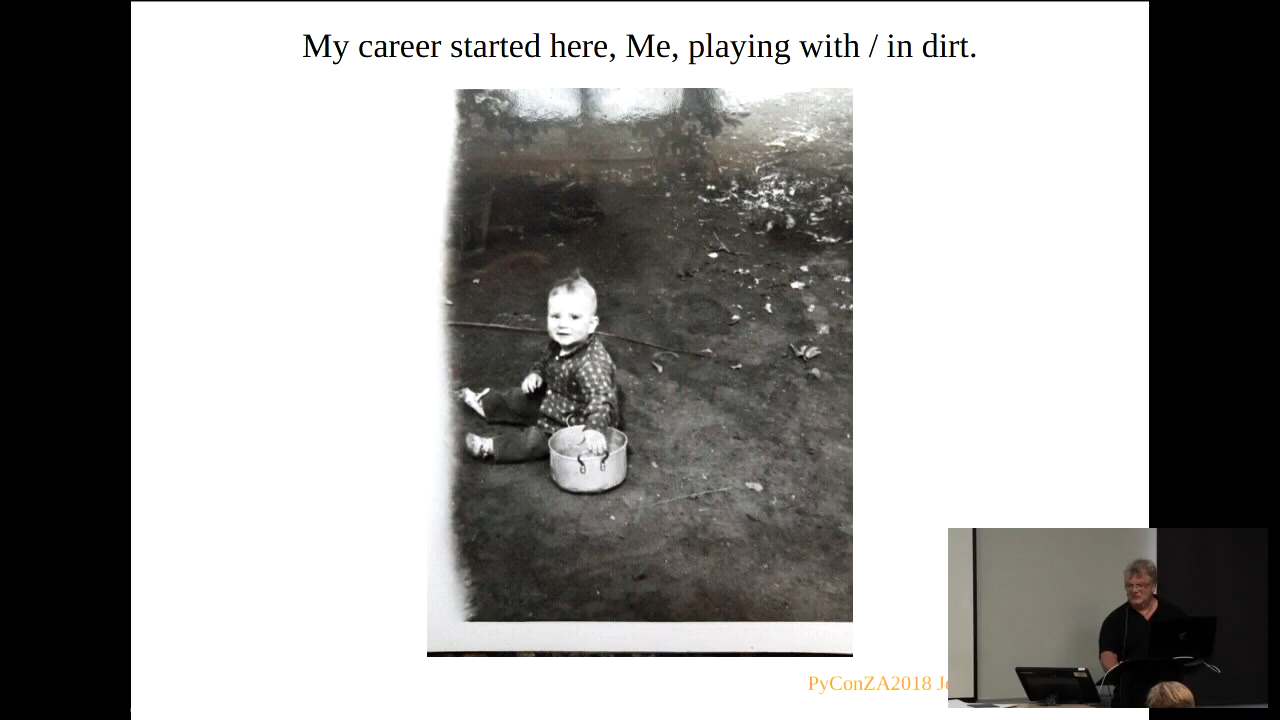 My career started here, Me, playing with / in dirt.
PyConZA2018